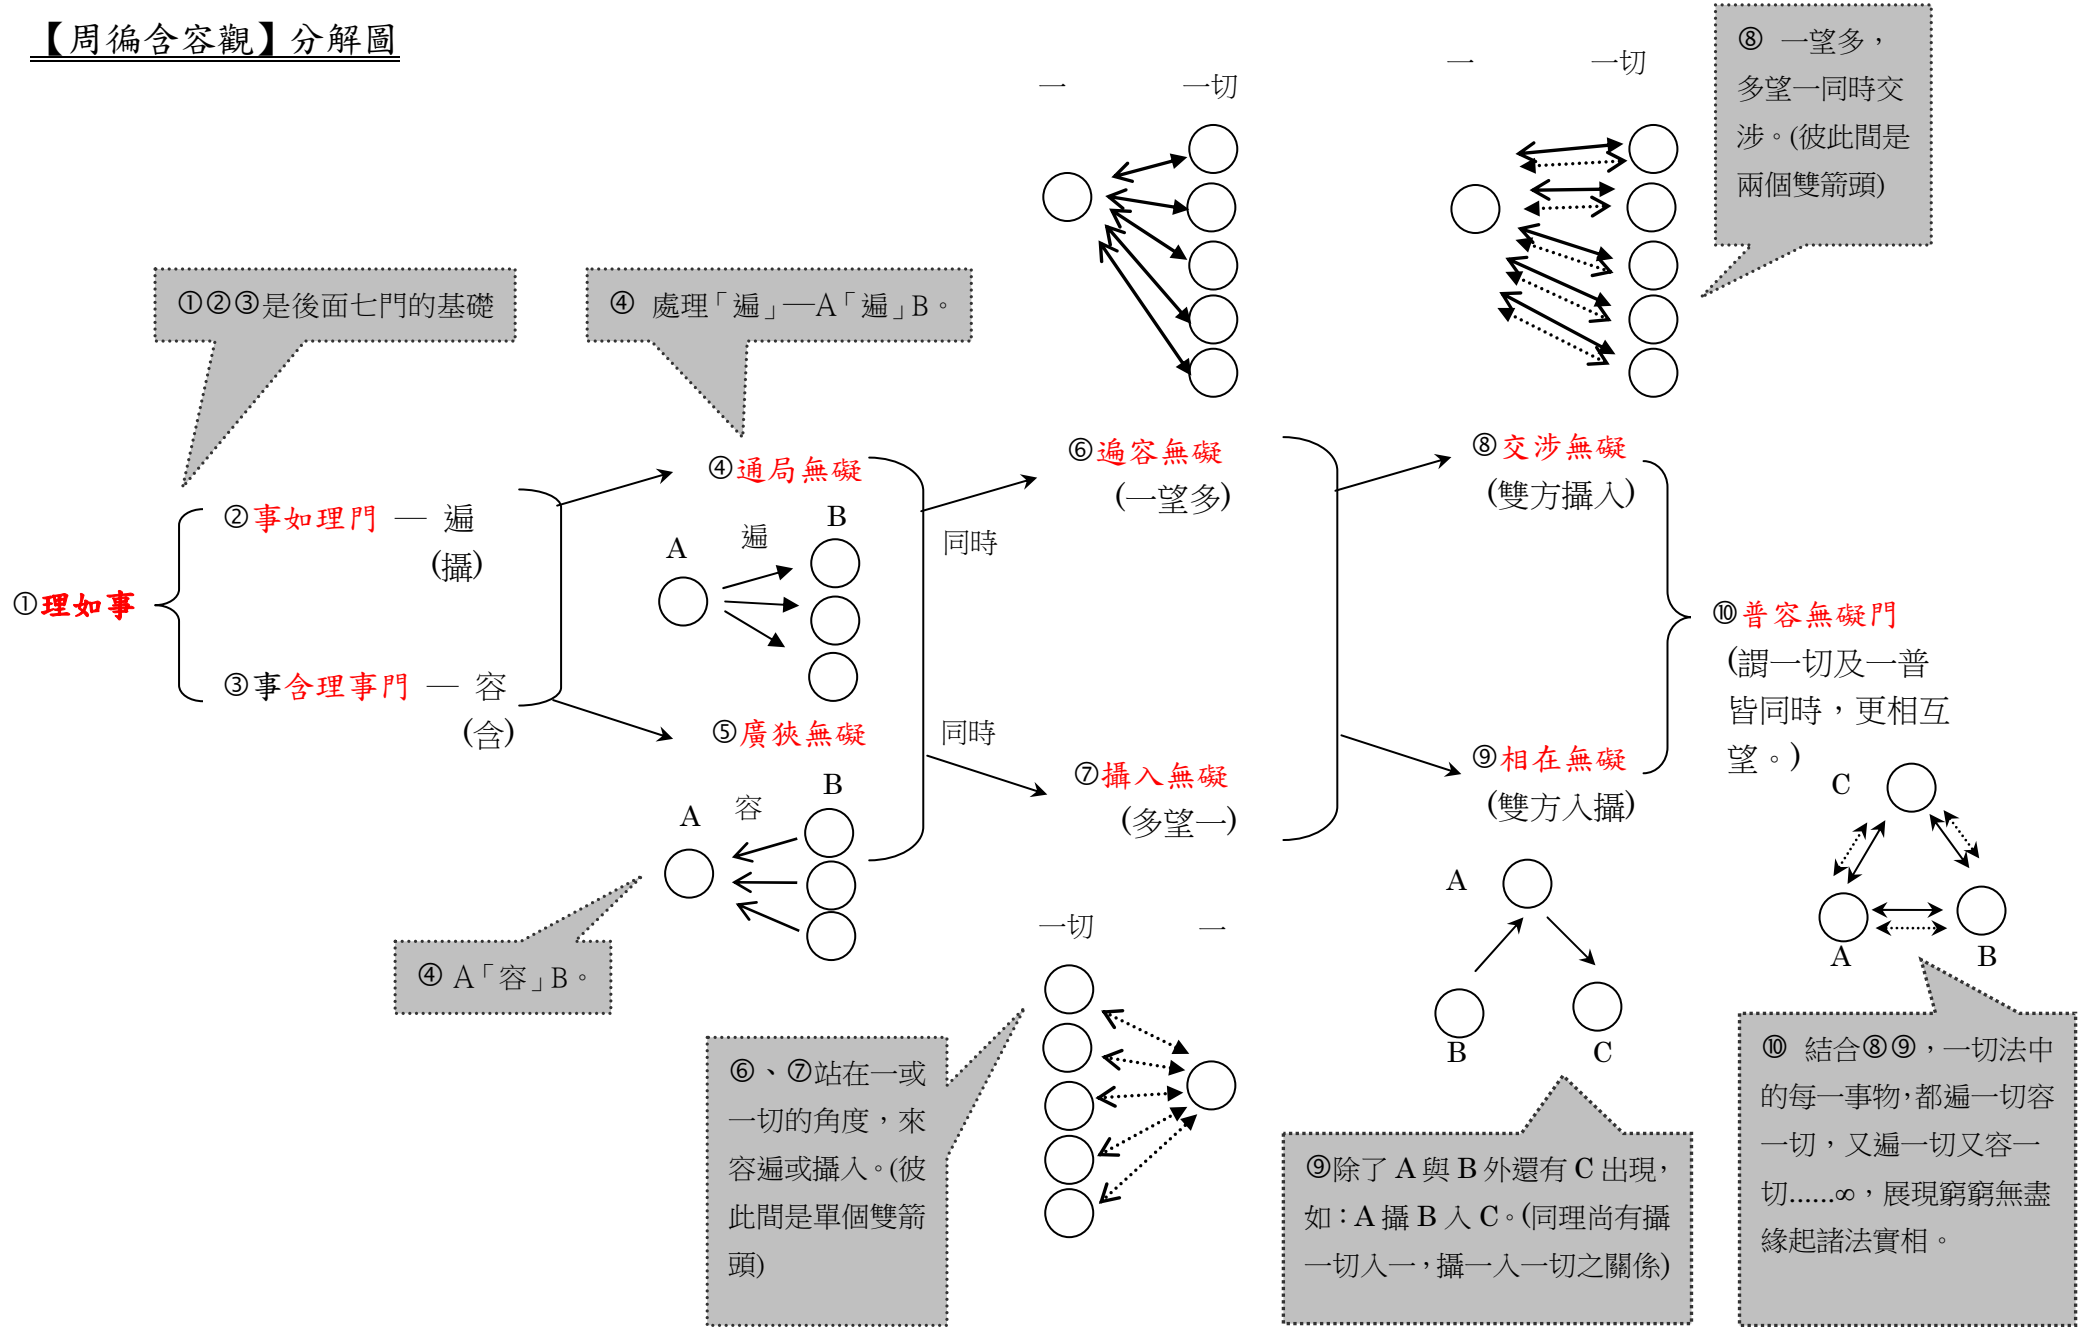 【周徧含容觀】分解圖
一 一切
一 一切
⑧ 一望多，
多望一同時交
涉。(彼此間是
兩個雙箭頭)
①②③是後面七門的基礎
④ 處理「遍」─A「遍」B。
①理如事
②事如理門 — 遍
(攝)
③事含理事門 — 容
(含)
④通局無礙
A 遍 B
⑤廣狹無礙
A 容 B
④ A「容」B。
同時
同時
⑥遍容無礙
(一望多)
⑦攝入無礙
(多望一)
一切 一
⑥、⑦站在一或
一切的角度，來
容遍或攝入。(彼
此間是單個雙箭
頭)
⑧交涉無礙
(雙方攝入)
⑨相在無礙
(雙方入攝)
A
B C
⑨除了 A 與 B 外還有 C 出現，
如：A 攝 B 入 C。(同理尚有攝
一切入一，攝一入一切之關係)
⑩普容無礙門
(謂一切及一普
皆同時，更相互
望。)
C
A B
⑩ 結合⑧⑨，一切法中
的每一事物，都遍一切容
一切，又遍一切又容一
切......∞，展現窮窮無盡
緣起諸法實相。